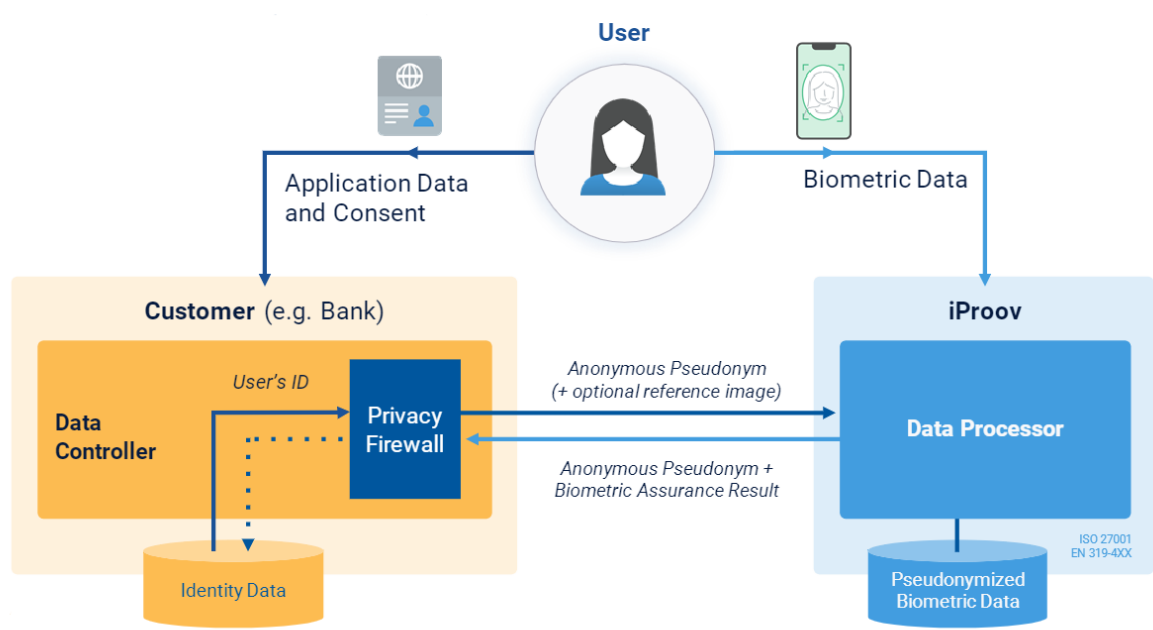 User
Application Data
and Consent
Biometric Data
Customer (e.g. Bank)
iProov
User's ID
Data
Controller
Privacy
Firewall
Anonymous Pseudonym
(+ optional reference image)
Anonymous Pseudonym +
Biometric Assurance Result
Data Processor
ISO 27001
EN 319-4XX
Identity Data
Pseudonymized
Biometric Data